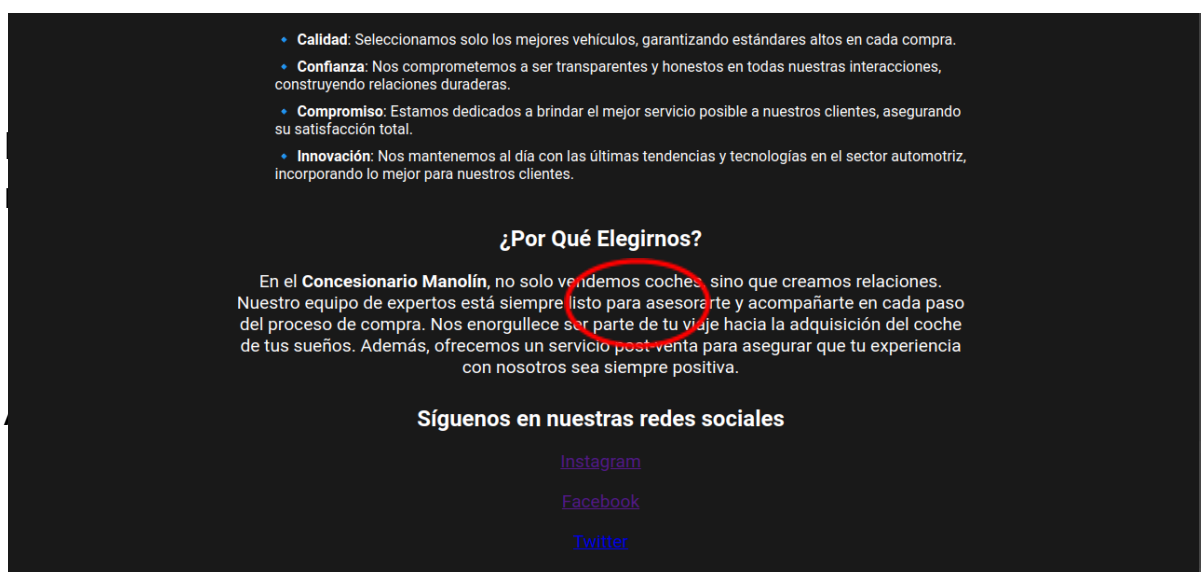 🔹 Calidad: Seleccionamos solo los mejores vehículos, garantizando estándares altos en cada compra.
🔹 Confianza: Nos comprometemos a ser transparentes y honestos en todas nuestras interacciones,
construyendo relaciones duraderas.
🔹 Compromiso: Estamos dedicados a brindar el mejor servicio posible a nuestros clientes, asegurando
su satisfacción total.
🔹 Innovación: Nos mantenemos al día con las últimas tendencias y tecnologías en el sector automotriz,
incorporando lo mejor para nuestros clientes.
¿Por Qué Elegirnos?
En el Concesionario Manolín, no solo vendemos coches, sino que creamos relaciones.
Nuestro equipo de expertos está siempre listo para asesorarte y acompañarte en cada paso
del proceso de compra. Nos enorgullece ser parte de tu viaje hacia la adquisición del coche
de tus sueños. Además, ofrecemos un servicio post-venta para asegurar que tu experiencia
con nosotros sea siempre positiva.
Síguenos en nuestras redes sociales
Instagram
Facebook
Twitter